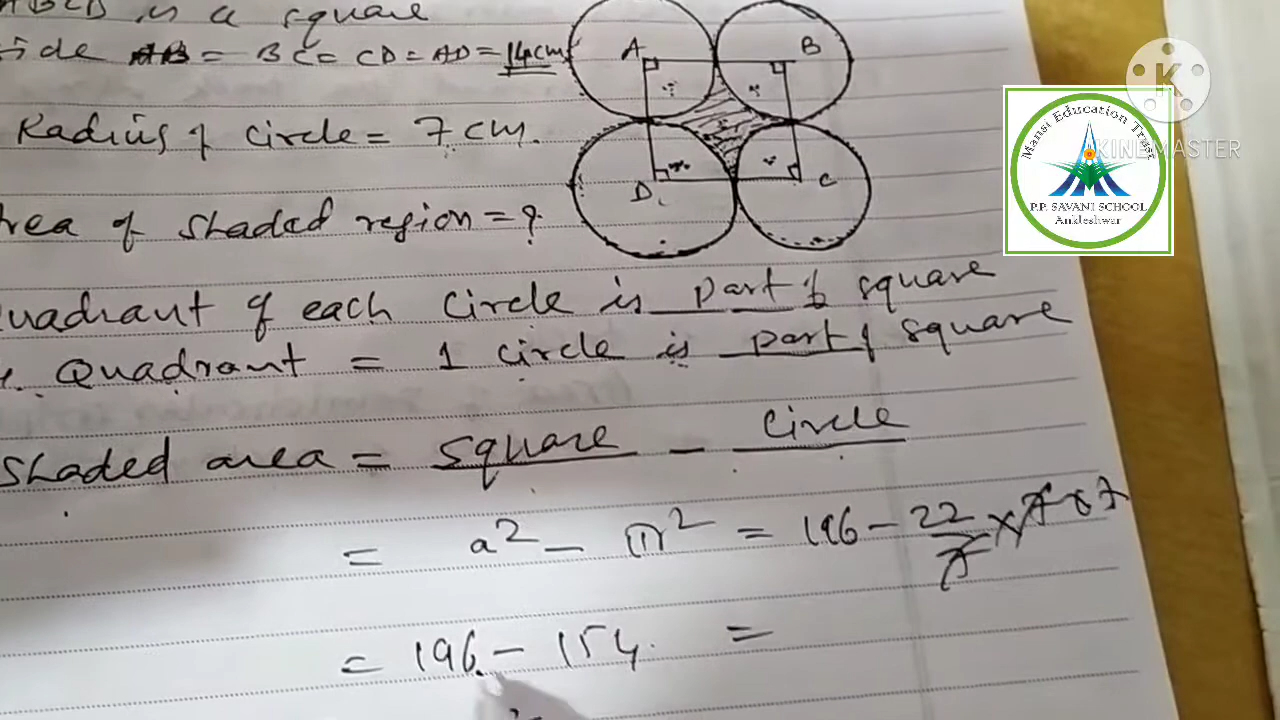 ABCD is a square
side AB = BC = CD = AD = 14cm
Radius of circle = 7 cm.
Area of shaded region = ?
Quadrant of each circle is part of square
4. Quadrant = 1 circle is part of square
Shaded area = square - circle
= a² - πr² = 196 - 22/7 × 7 × 7
= 196 - 154. =
A
B
D
C
K
KINEMASTER
Mansi Education Trust
P.P. SAVANI SCHOOL
Ankleshwar